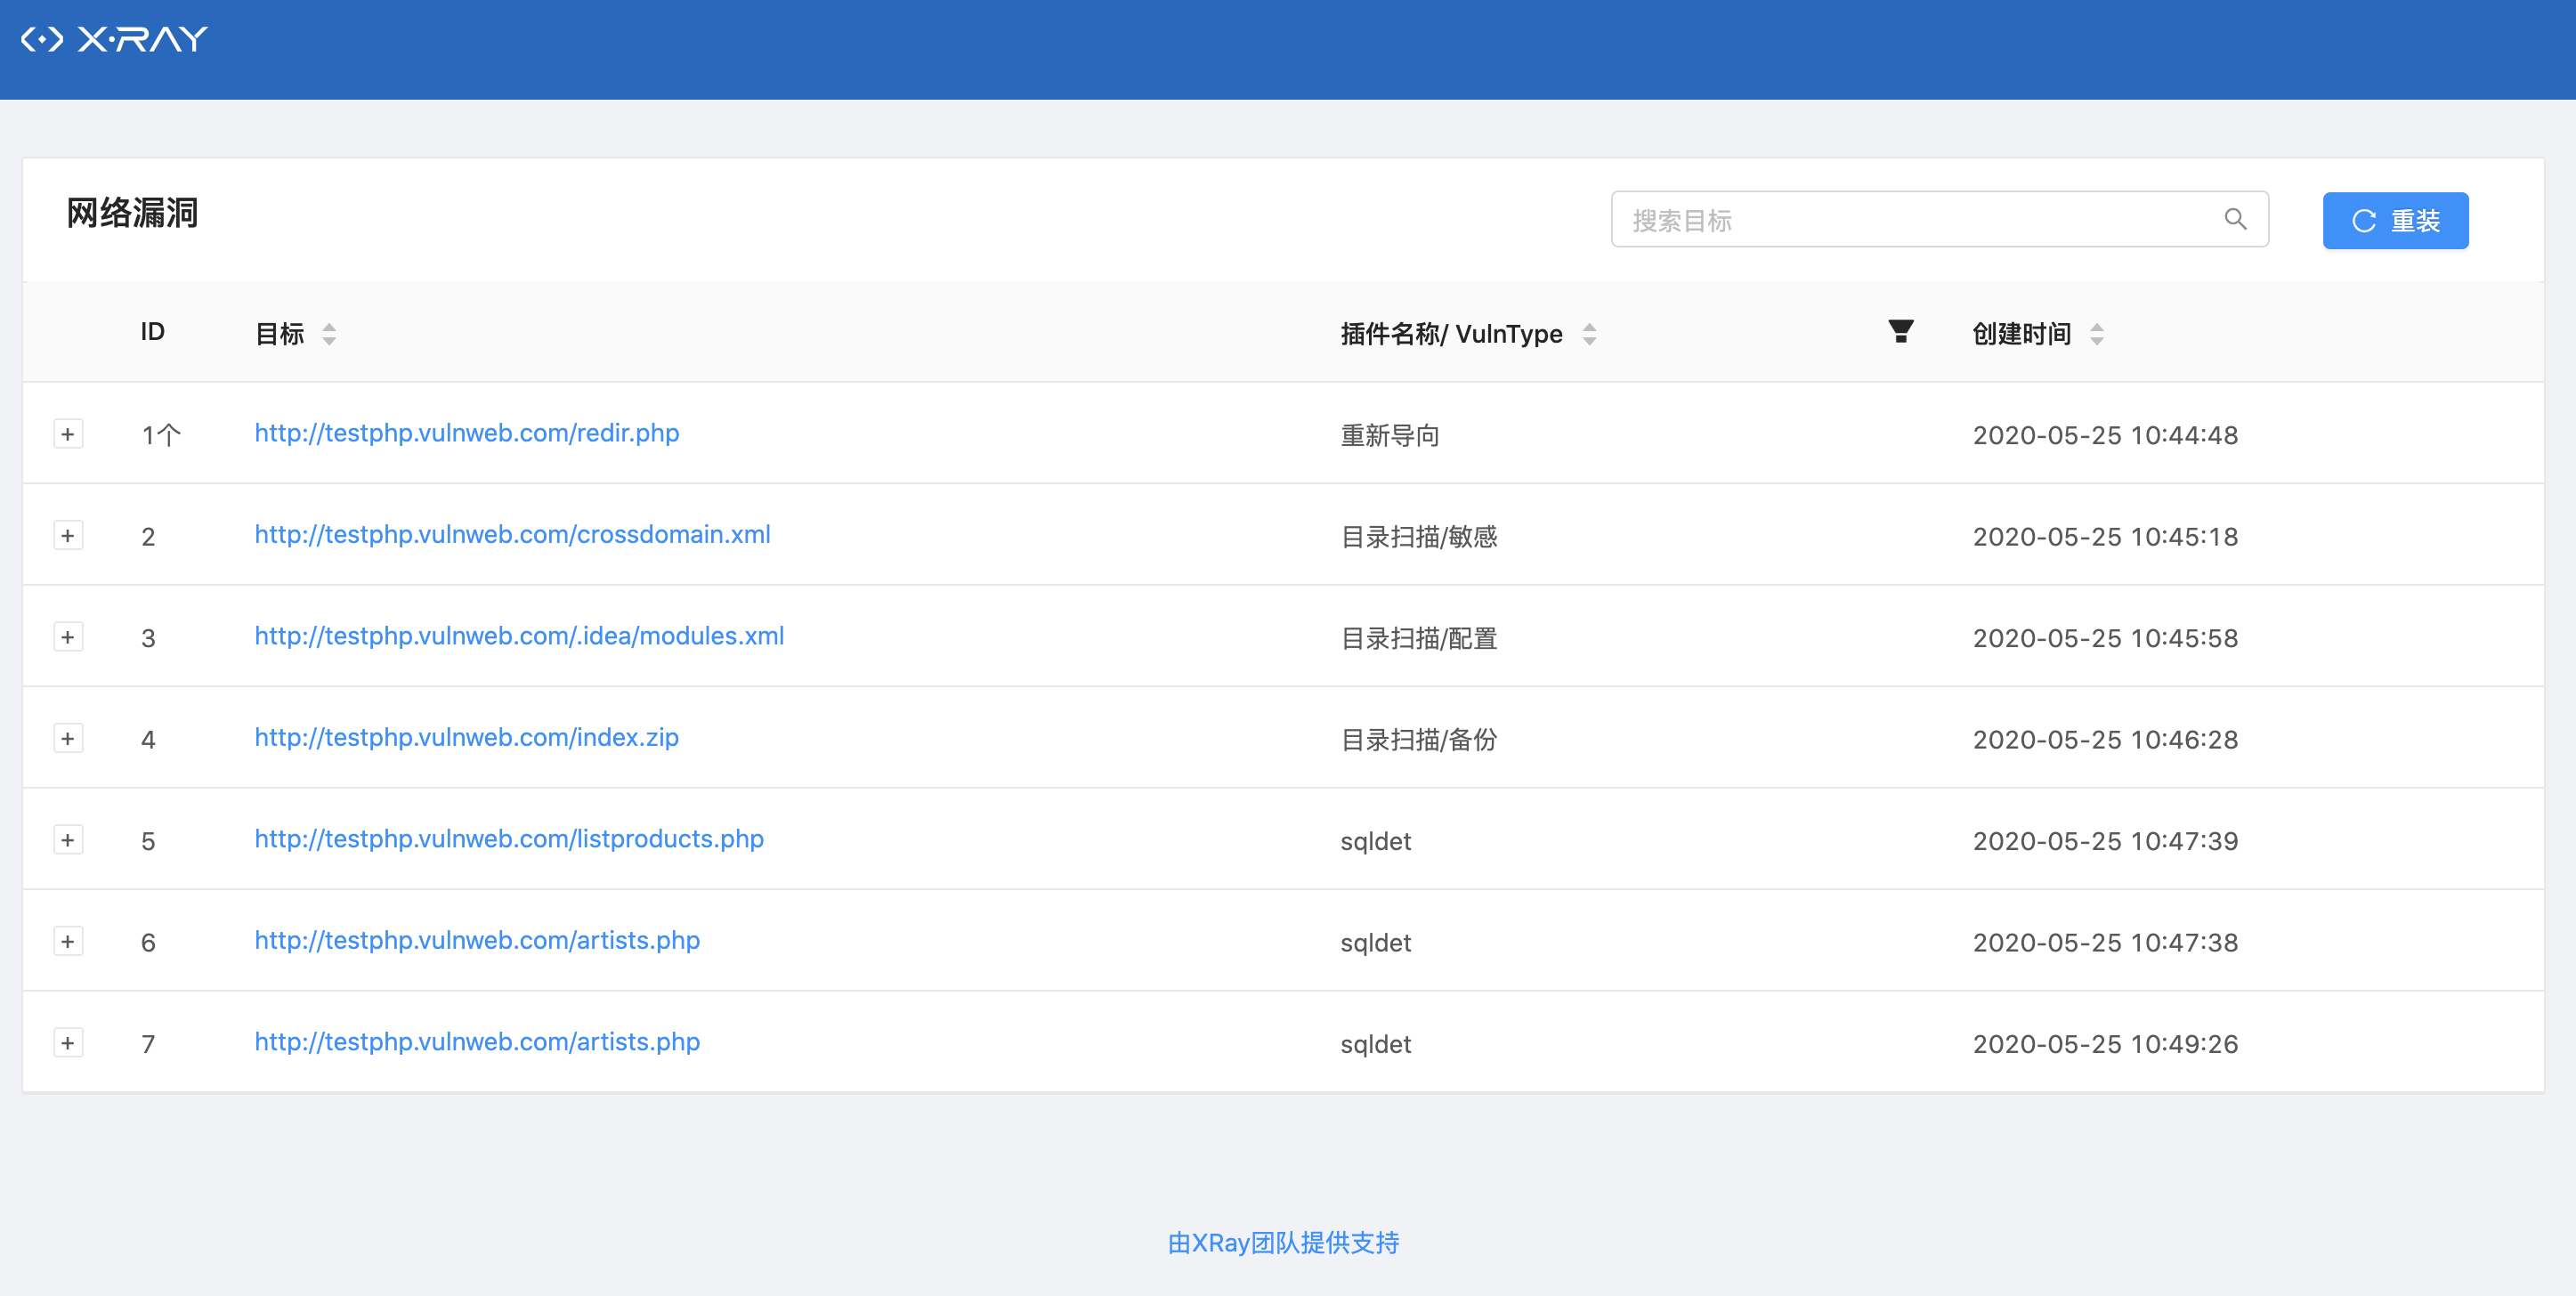 X·RAY
网络漏洞
搜索目标
重装
ID 目标 插件名称/ VulnType 创建时间
1个 http://testphp.vulnweb.com/redir.php 重新导向 2020-05-25 10:44:48
2 http://testphp.vulnweb.com/crossdomain.xml 目录扫描/敏感 2020-05-25 10:45:18
3 http://testphp.vulnweb.com/.idea/modules.xml 目录扫描/配置 2020-05-25 10:45:58
4 http://testphp.vulnweb.com/index.zip 目录扫描/备份 2020-05-25 10:46:28
5 http://testphp.vulnweb.com/listproducts.php sqldet 2020-05-25 10:47:39
6 http://testphp.vulnweb.com/artists.php sqldet 2020-05-25 10:47:38
7 http://testphp.vulnweb.com/artists.php sqldet 2020-05-25 10:49:26
由XRay团队提供支持